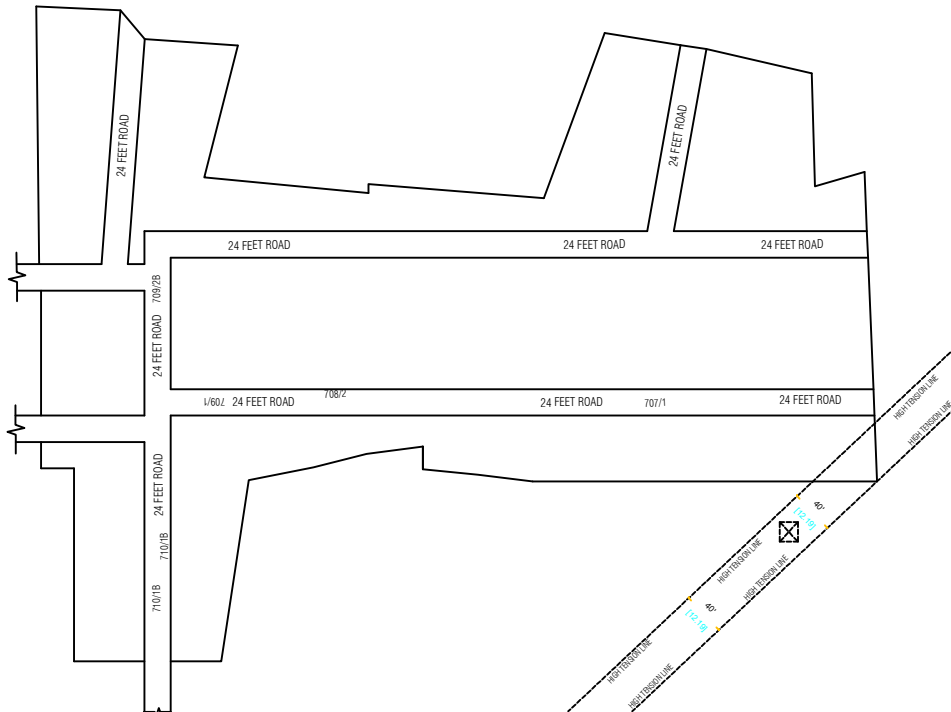 24 FEET ROAD
24 FEET ROAD
24 FEET ROAD
24 FEET ROAD
24 FEET ROAD
709/2B
24 FEET ROAD
709/1
24 FEET ROAD
708/2
24 FEET ROAD
707/1
24 FEET ROAD
HIGH TENSION LINE
HIGH TENSION LINE
24 FEET ROAD
710/1B
710/1B
40'
[12.19]
HIGH TENSION LINE
HIGH TENSION LINE
40'
[12.19]
HIGH TENSION LINE
HIGH TENSION LINE